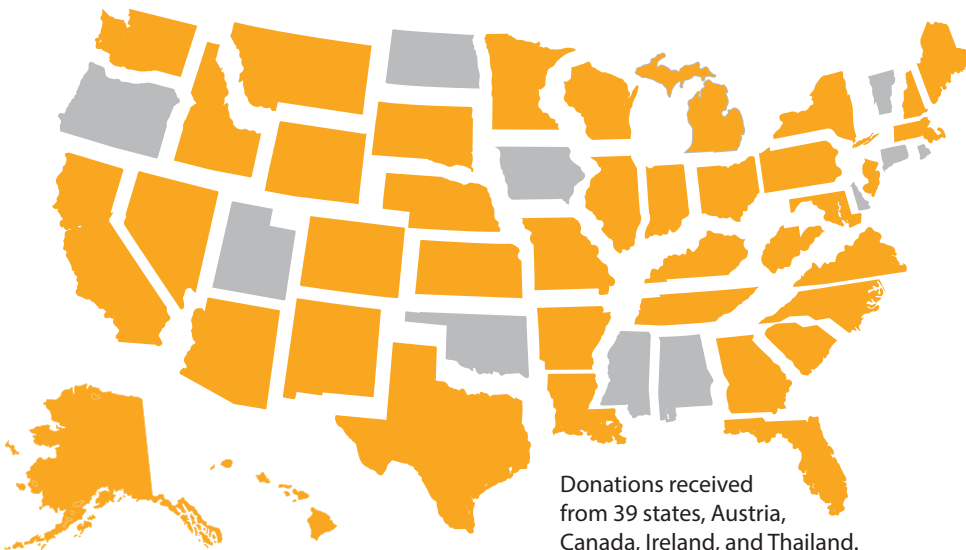 Donations received
from 39 states, Austria,
Canada, Ireland, and Thailand.